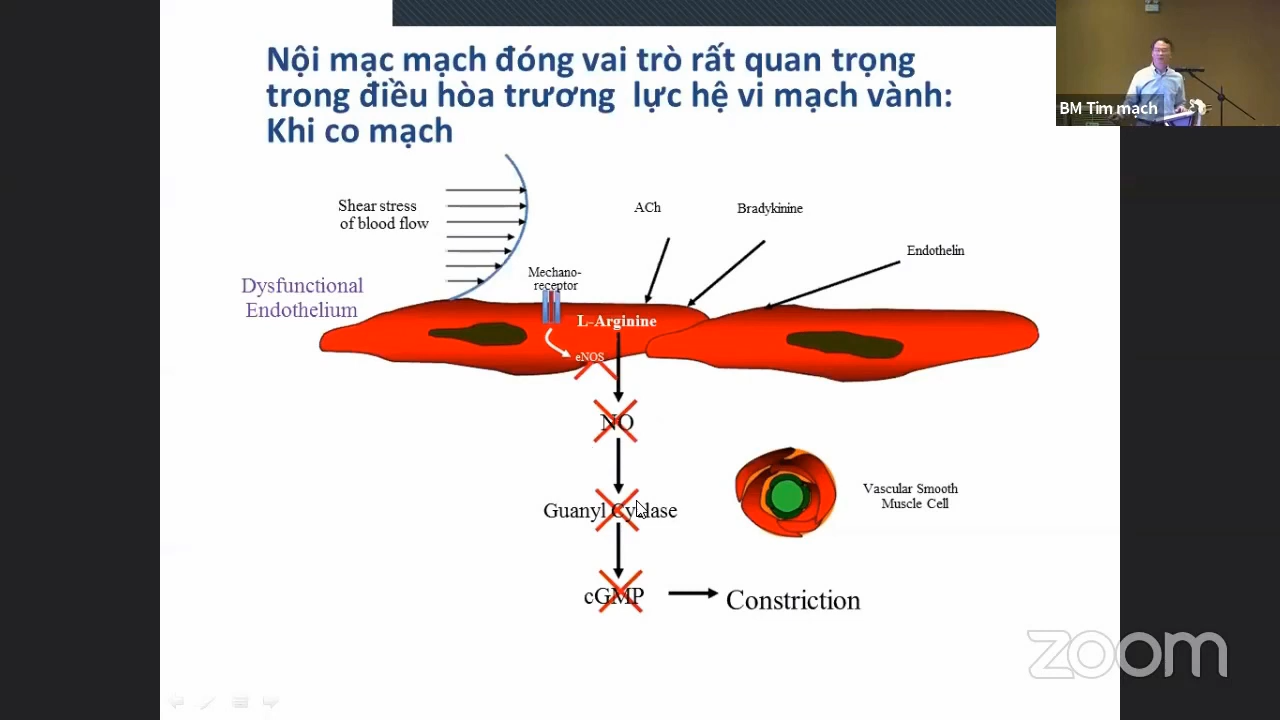 Nội mạc mạch đóng vai trò rất quan trọng
trong điều hòa trương lực hệ vi mạch vành:
Khi co mạch
BM Tim mạch
Shear stress
of blood flow
ACh
Bradykinine
Endothelin
Mechano-
receptor
Dysfunctional
Endothelium
L-Arginine
eNOS
NO
Guanyl Cyclase
Vascular Smooth
Muscle Cell
cGMP
Constriction
zoom